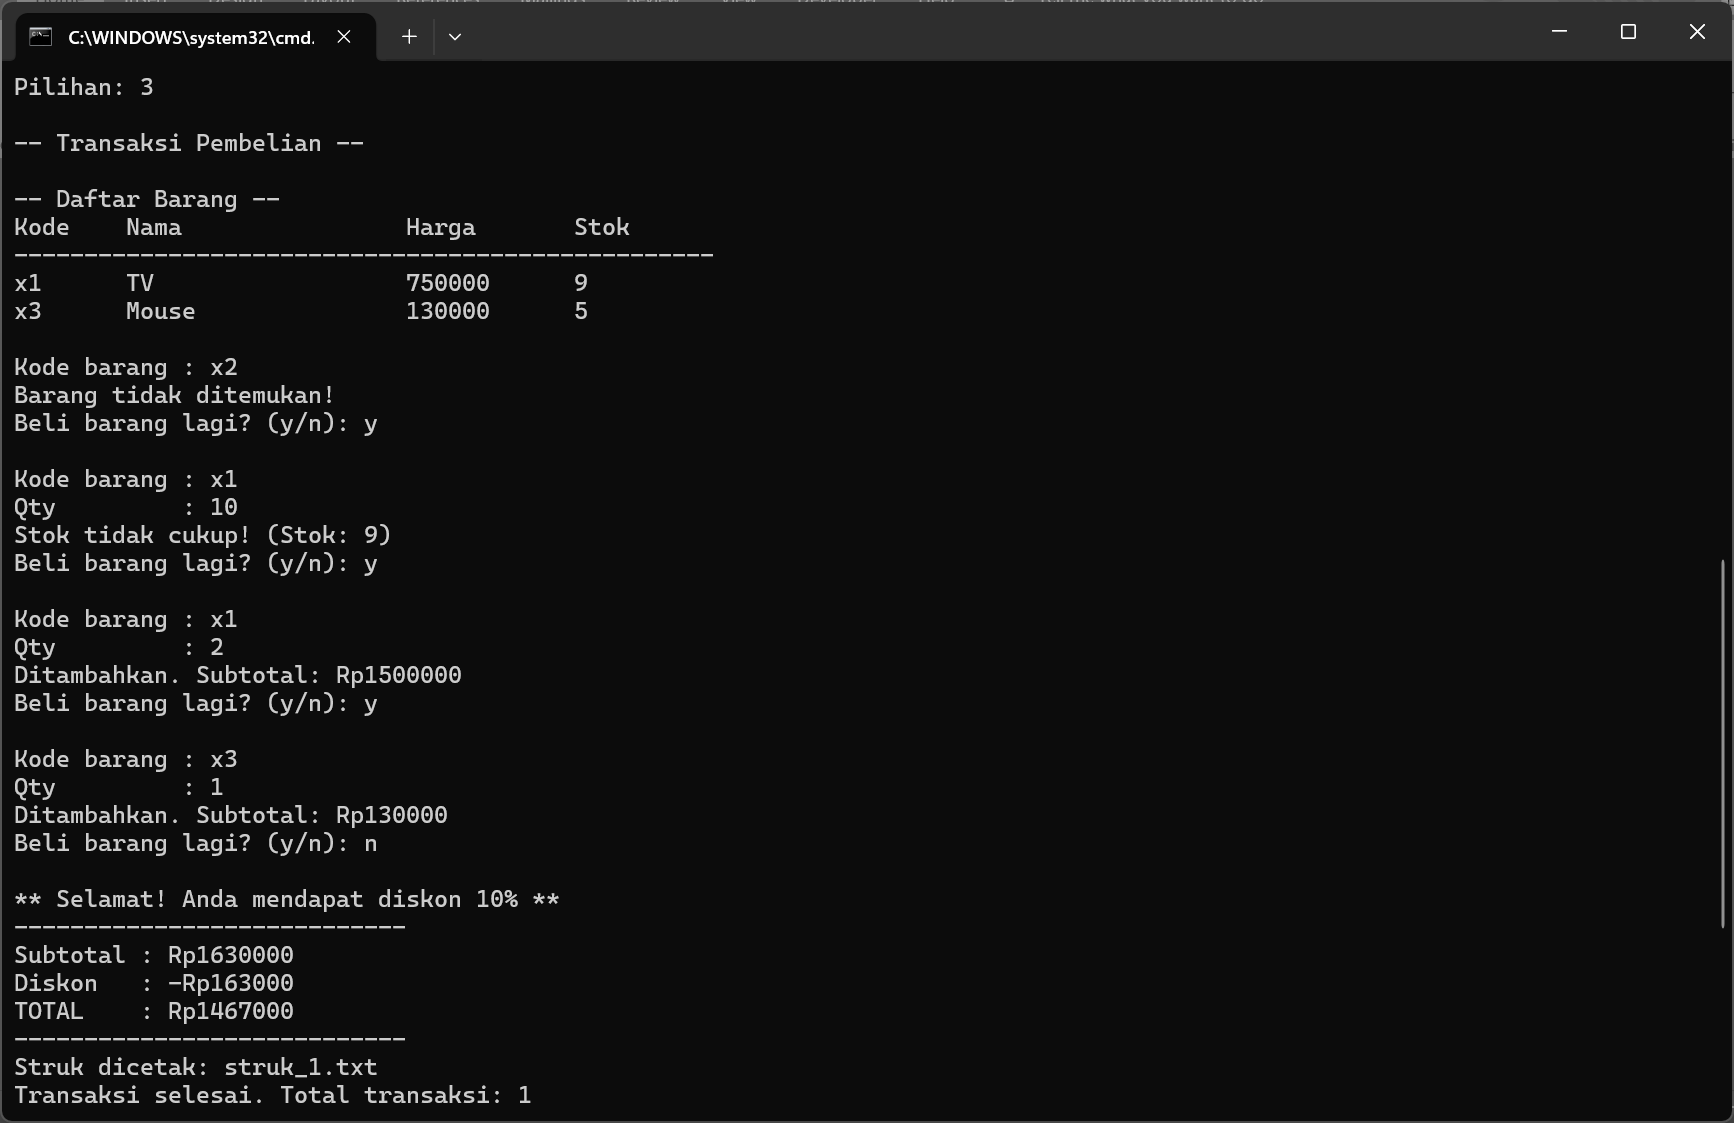 C:\WINDOWS\system32\cmd.
Pilihan: 3
-- Transaksi Pembelian --
-- Daftar Barang --
Kode    Nama                Harga       Stok
--------------------------------------------------
x1      TV                  750000      9
x3      Mouse               130000      5
Kode barang : x2
Barang tidak ditemukan!
Beli barang lagi? (y/n): y
Kode barang : x1
Qty         : 10
Stok tidak cukup! (Stok: 9)
Beli barang lagi? (y/n): y
Kode barang : x1
Qty         : 2
Ditambahkan. Subtotal: Rp1500000
Beli barang lagi? (y/n): y
Kode barang : x3
Qty         : 1
Ditambahkan. Subtotal: Rp130000
Beli barang lagi? (y/n): n
** Selamat! Anda mendapat diskon 10% **
----------------------------
Subtotal : Rp1630000
Diskon   : -Rp163000
TOTAL    : Rp1467000
----------------------------
Struk dicetak: struk_1.txt
Transaksi selesai. Total transaksi: 1